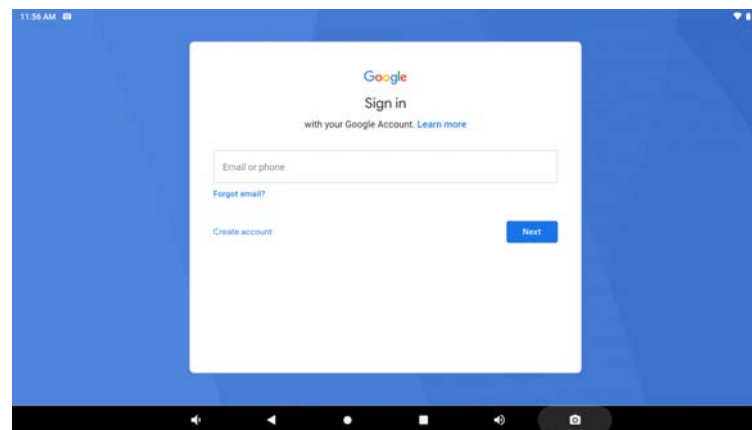 11:56 AM
Google
Sign in
with your Google Account. Learn more
Email or phone
Forgot email?
Create account
Next